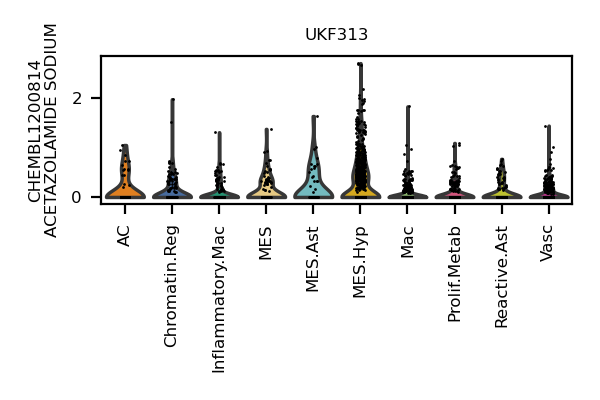 UKF313
CHEMBL1200814
ACETAZOLAMIDE SODIUM
2
0
AC
Chromatin.Reg
Inflammatory.Mac
MES
MES.Ast
MES.Hyp
Mac
Prolif.Metab
Reactive.Ast
Vasc